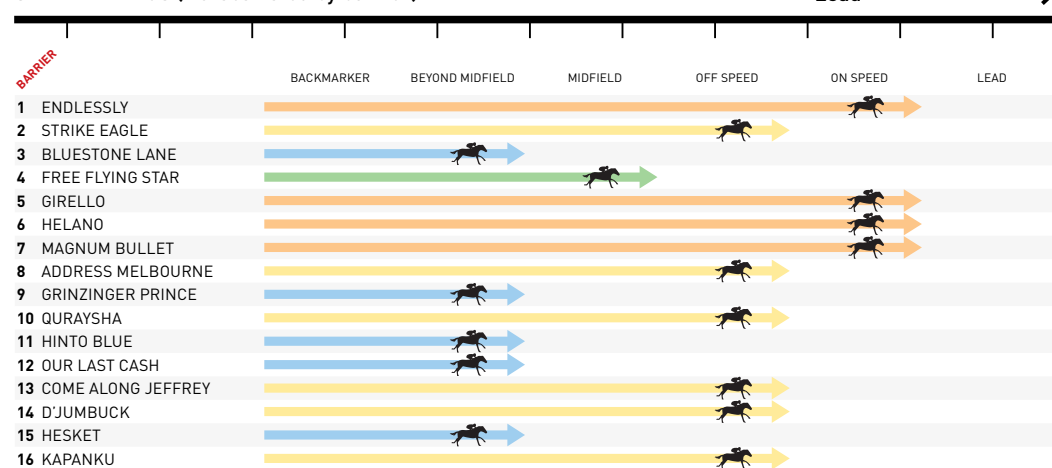 BARRIER
BACKMARKER BEYOND MIDFIELD MIDFIELD OFF SPEED ON SPEED LEAD
1 ENDLESSLY
2 STRIKE EAGLE
3 BLUESTONE LANE
4 FREE FLYING STAR
5 GIRELLO
6 HELANO
7 MAGNUM BULLET
8 ADDRESS MELBOURNE
9 GRINZINGER PRINCE
10 QURAYSHA
11 HINTO BLUE
12 OUR LAST CASH
13 COME ALONG JEFFREY
14 D'JUMBUCK
15 HESKET
16 KAPANKU